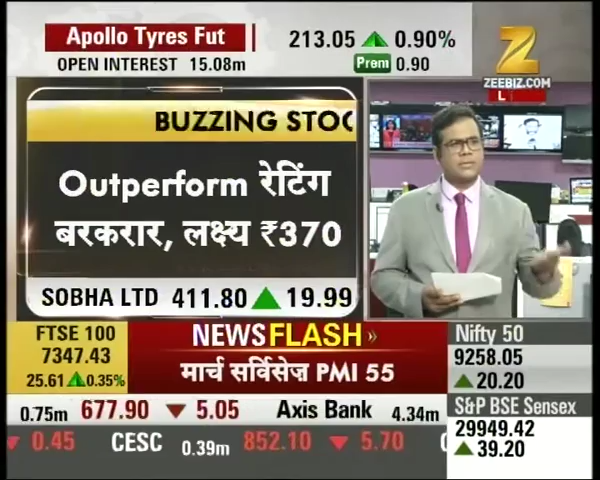 Apollo Tyres Fut
213.05 0.90%
OPEN INTEREST 15.08m
Prem 0.90
ZEEBIZ.COM
BUZZING STOC
Outperform रेटिंग
बरकरार, लक्ष्य ₹370
SOBHA LTD 411.80 19.99
FTSE 100
7347.43
25.61 0.35%
NEWSFLASH
मार्च सर्विसेज PMI 55
Nifty 50
9258.05
20.20
S&P BSE Sensex
29949.42
39.20
0.75m 677.90 5.05 Axis Bank 4.34m
0.45 CESC 0.39m 852.10 5.70